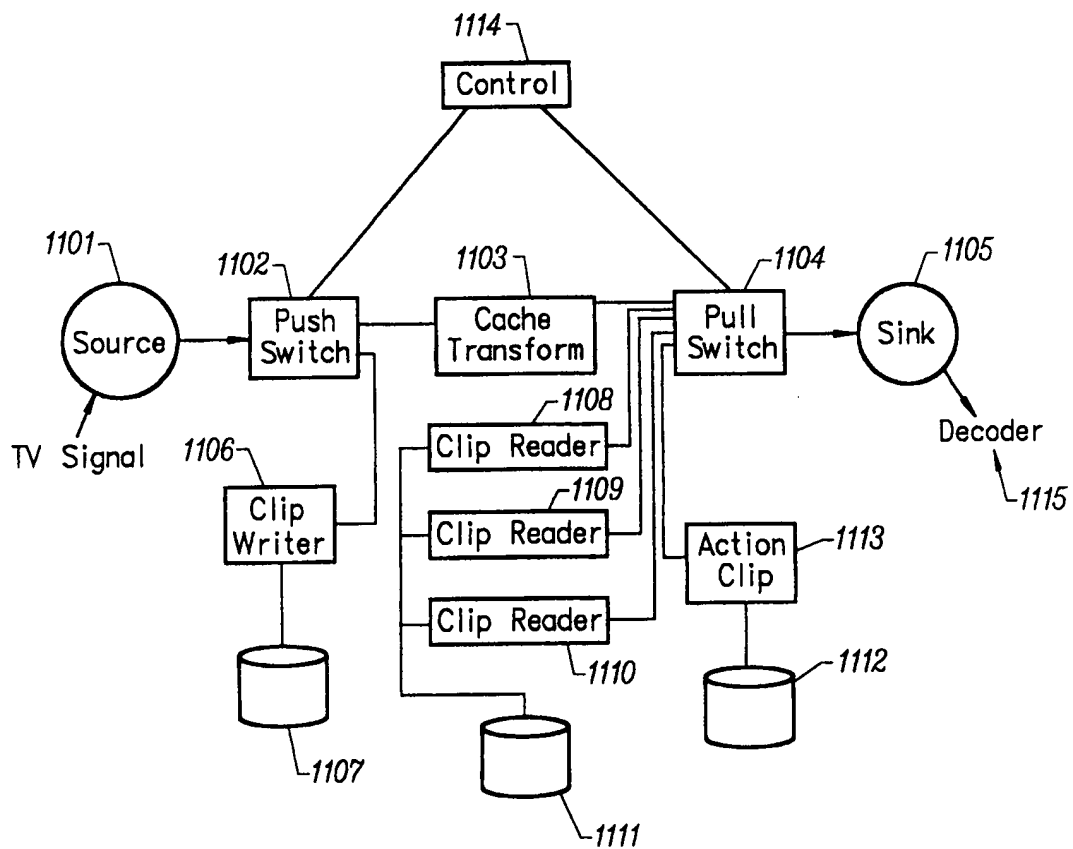 1114
Control
1101
1102
1103
1104
1105
Source
Push
Switch
Cache
Transform
Pull
Switch
Sink
TV Signal
Decoder
1115
1106
Clip
Writer
1107
1108
Clip Reader
1109
Clip Reader
Clip Reader
1110
1111
Action
Clip
1113
1112